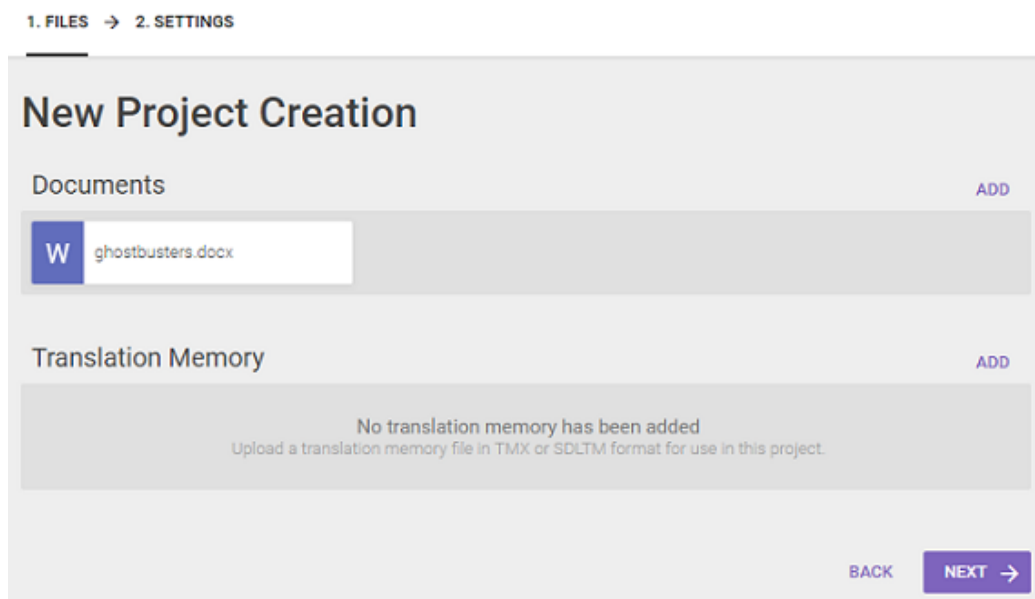 1. FILES → 2. SETTINGS
New Project Creation
Documents
ADD
W
ghostbusters.docx
Translation Memory
ADD
No translation memory has been added
Upload a translation memory file in TMX or SDLTM format for use in this project.
BACK
NEXT →